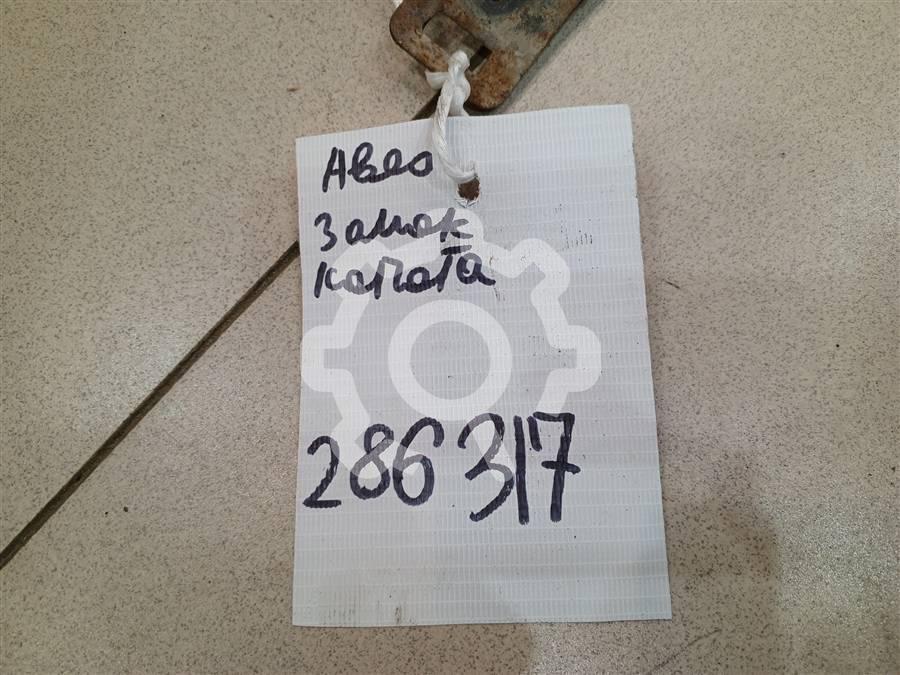 Авео
Замок
капота
286317